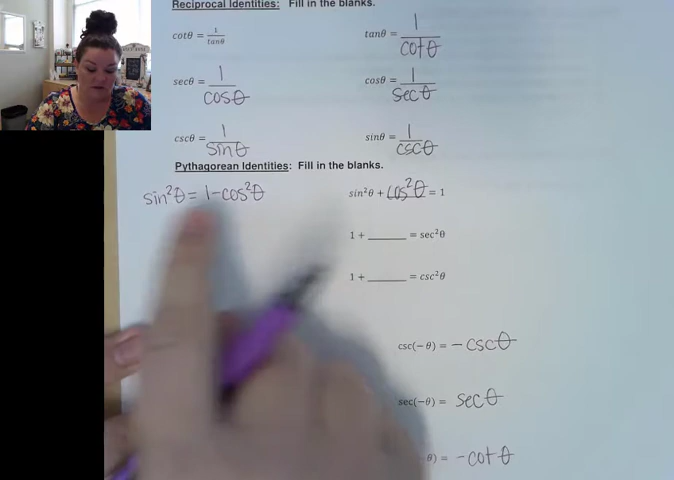 Reciprocal Identities: Fill in the blanks.
cotθ = 1/tanθ tanθ = 1/cotθ
secθ = 1/cosθ cosθ = 1/secθ
cscθ = 1/sinθ sinθ = 1/cscθ
Pythagorean Identities: Fill in the blanks.
sin²θ = 1-cos²θ sin²θ + cos²θ = 1
1 + ______ = sec²θ
1 + ______ = csc²θ
csc(−θ) = -cscθ
sec(−θ) = secθ
θ) = -cotθ